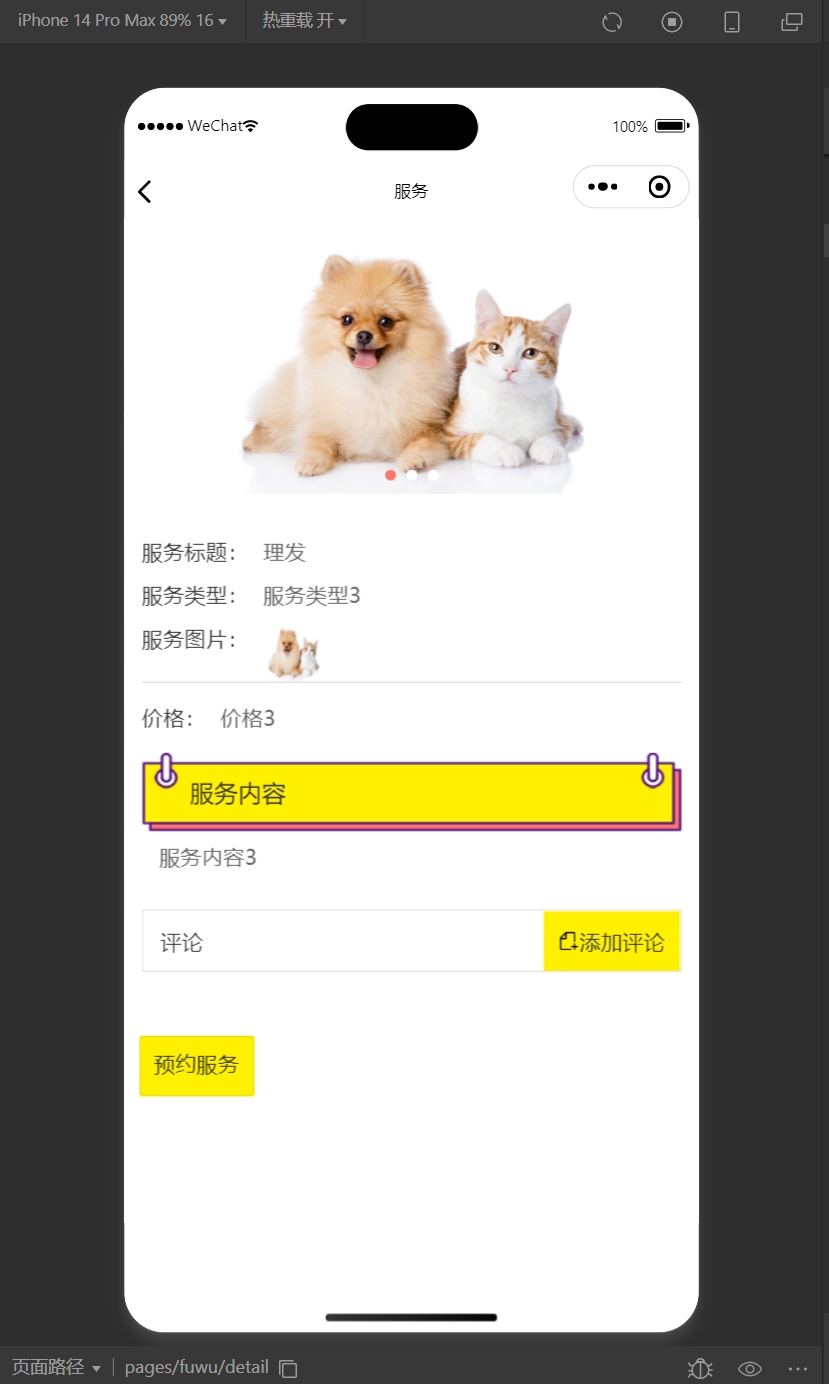 iPhone 14 Pro Max 89% 16 热重载 开
WeChat 100%
服务
服务标题： 理发
服务类型： 服务类型3
服务图片：
价格： 价格3
服务内容
服务内容3
评论 添加评论
预约服务
页面路径 pages/fuwu/detail